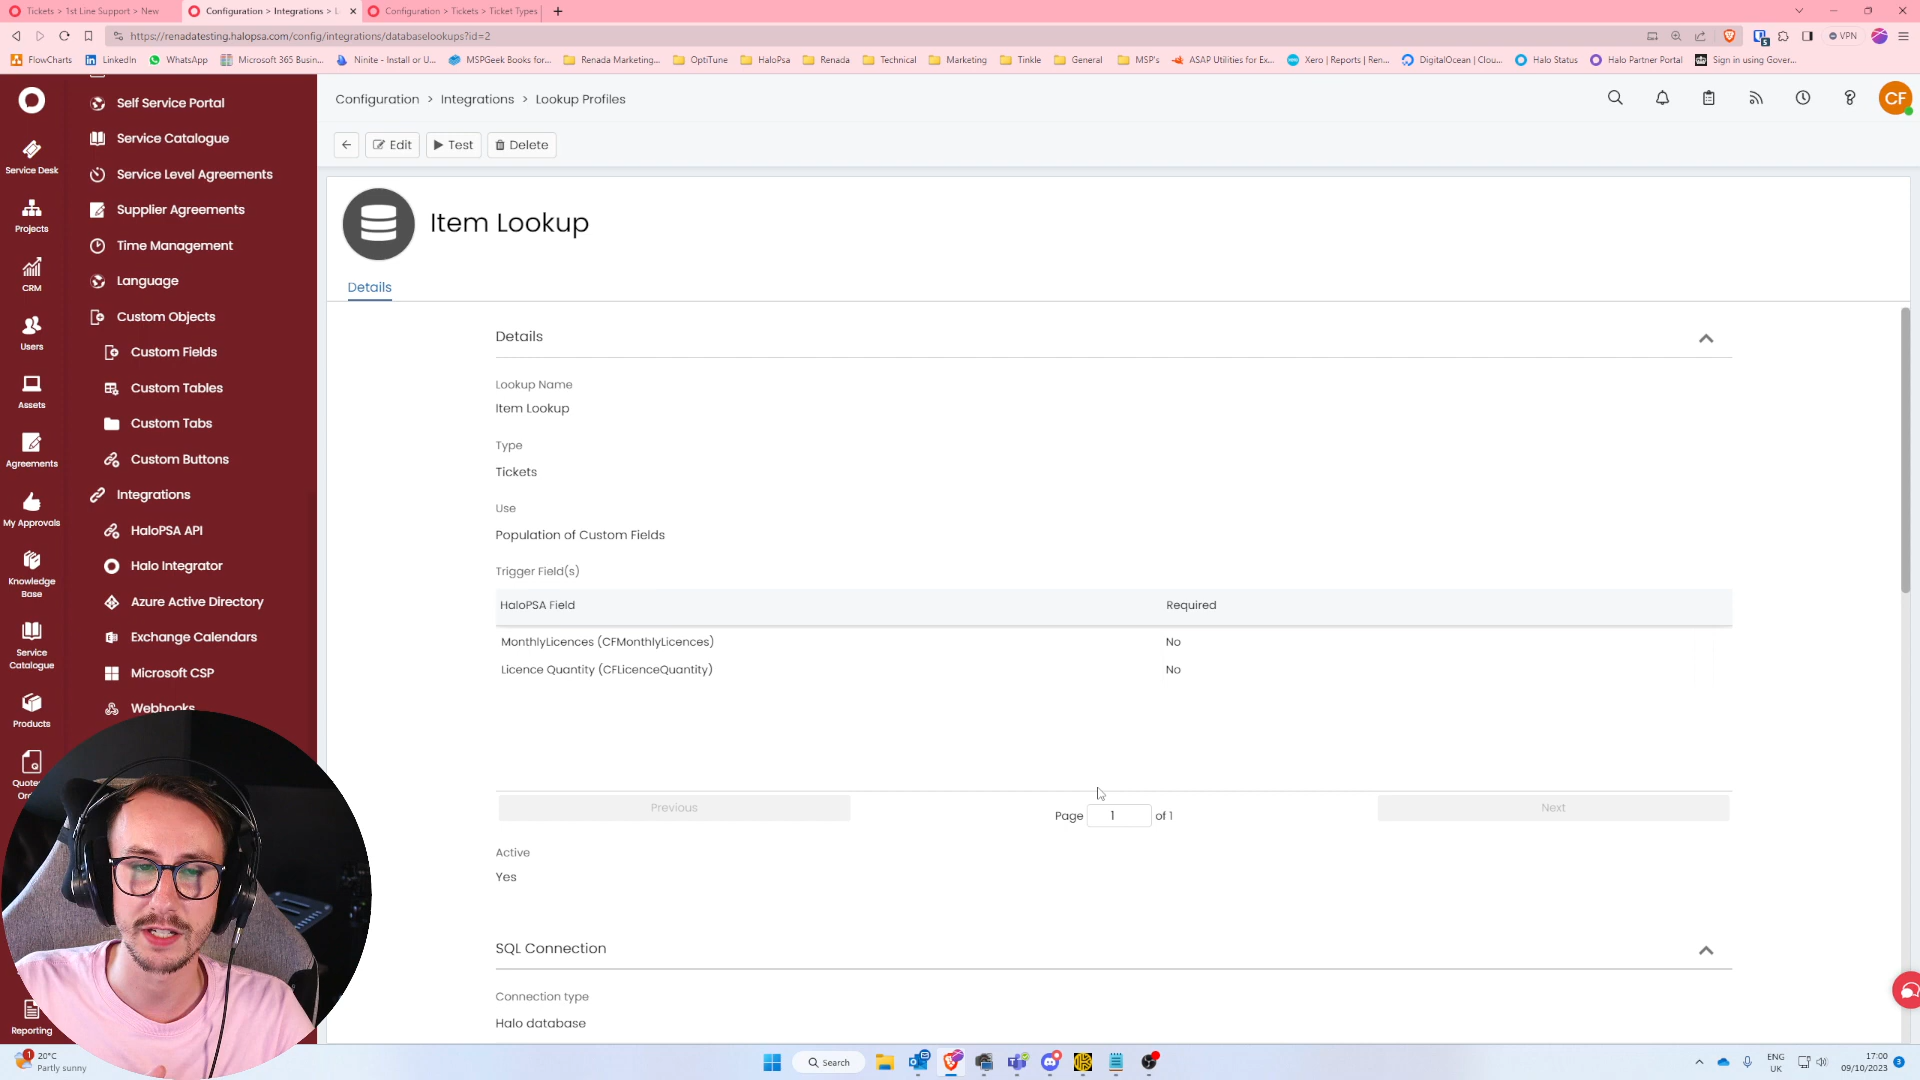 Tickets > 1st Line Support > New
Configuration > Integrations > L
Configuration > Tickets > Ticket Types
https://renadatesting.halopsa.com/config/integrations/databaselookups?id=2
VPN
FlowCharts
LinkedIn
WhatsApp
Microsoft 365 Busin...
Ninite - Install or U...
MSPGeek Books for...
Renada Marketing...
OptiTune
HaloPsa
Renada
Technical
Marketing
Tinkle
General
MSP's
ASAP Utilities for Ex...
Xero | Reports | Ren...
DigitalOcean | Clou...
Halo Status
Halo Partner Portal
Sign in using Gover...
Service Desk
Projects
CRM
Users
Assets
Agreements
My Approvals
Knowledge
Base
Service
Catalogue
Products
Reporting
Self Service Portal
Service Catalogue
Service Level Agreements
Supplier Agreements
Time Management
Language
Custom Objects
Custom Fields
Custom Tables
Custom Tabs
Custom Buttons
Integrations
HaloPSA API
Halo Integrator
Azure Active Directory
Exchange Calendars
Microsoft CSP
Webhooks
Configuration > Integrations > Lookup Profiles
CF
Edit
Test
Delete
Item Lookup
Details
Details
Lookup Name
Item Lookup
Type
Tickets
Use
Population of Custom Fields
Trigger Field(s)
HaloPSA Field Required
MonthlyLicences (CFMonthlyLicences) No
Licence Quantity (CFLicenceQuantity) No
Previous
Page 1 of 1
Next
Active
Yes
SQL Connection
Connection type
Halo database
20°C
Partly sunny
Search
ENG
UK
17:00
09/10/2023